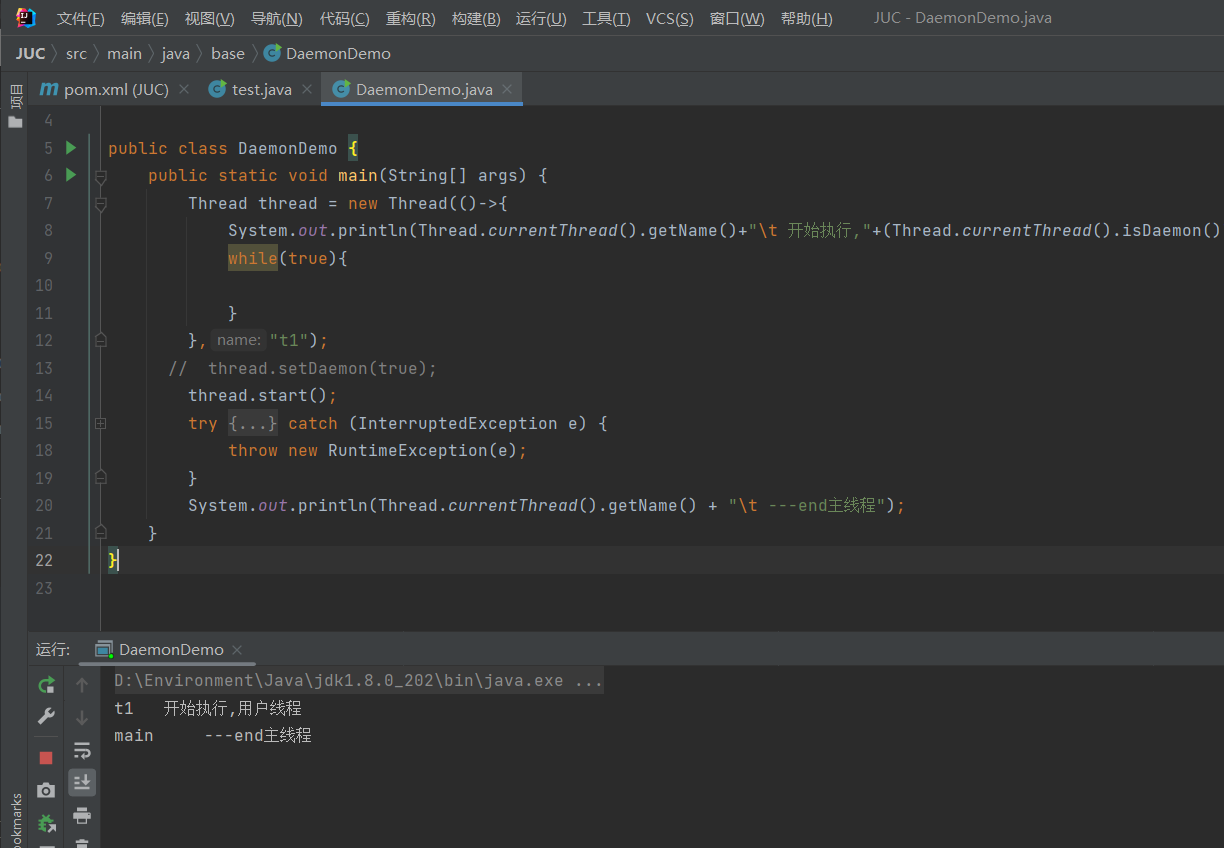 文件(F) 编辑(E) 视图(V) 导航(N) 代码(C) 重构(R) 构建(B) 运行(U) 工具(T) VCS(S) 窗口(W) 帮助(H) JUC - DaemonDemo.java
JUC src main java base DaemonDemo
项目
pom.xml (JUC) test.java DaemonDemo.java
4
5 public class DaemonDemo {
6 public static void main(String[] args) {
7 Thread thread = new Thread(()->{
8 System.out.println(Thread.currentThread().getName()+"\t 开始执行,"+(Thread.currentThread().isDaemon()
9 while(true){
10
11 }
12 }, name: "t1");
13 // thread.setDaemon(true);
14 thread.start();
15 try {...} catch (InterruptedException e) {
18 throw new RuntimeException(e);
19 }
20 System.out.println(Thread.currentThread().getName() + "\t ---end主线程");
21 }
22 }
23
运行: DaemonDemo
D:\Environment\Java\jdk1.8.0_202\bin\java.exe ...
t1 开始执行,用户线程
main ---end主线程
ookmarks